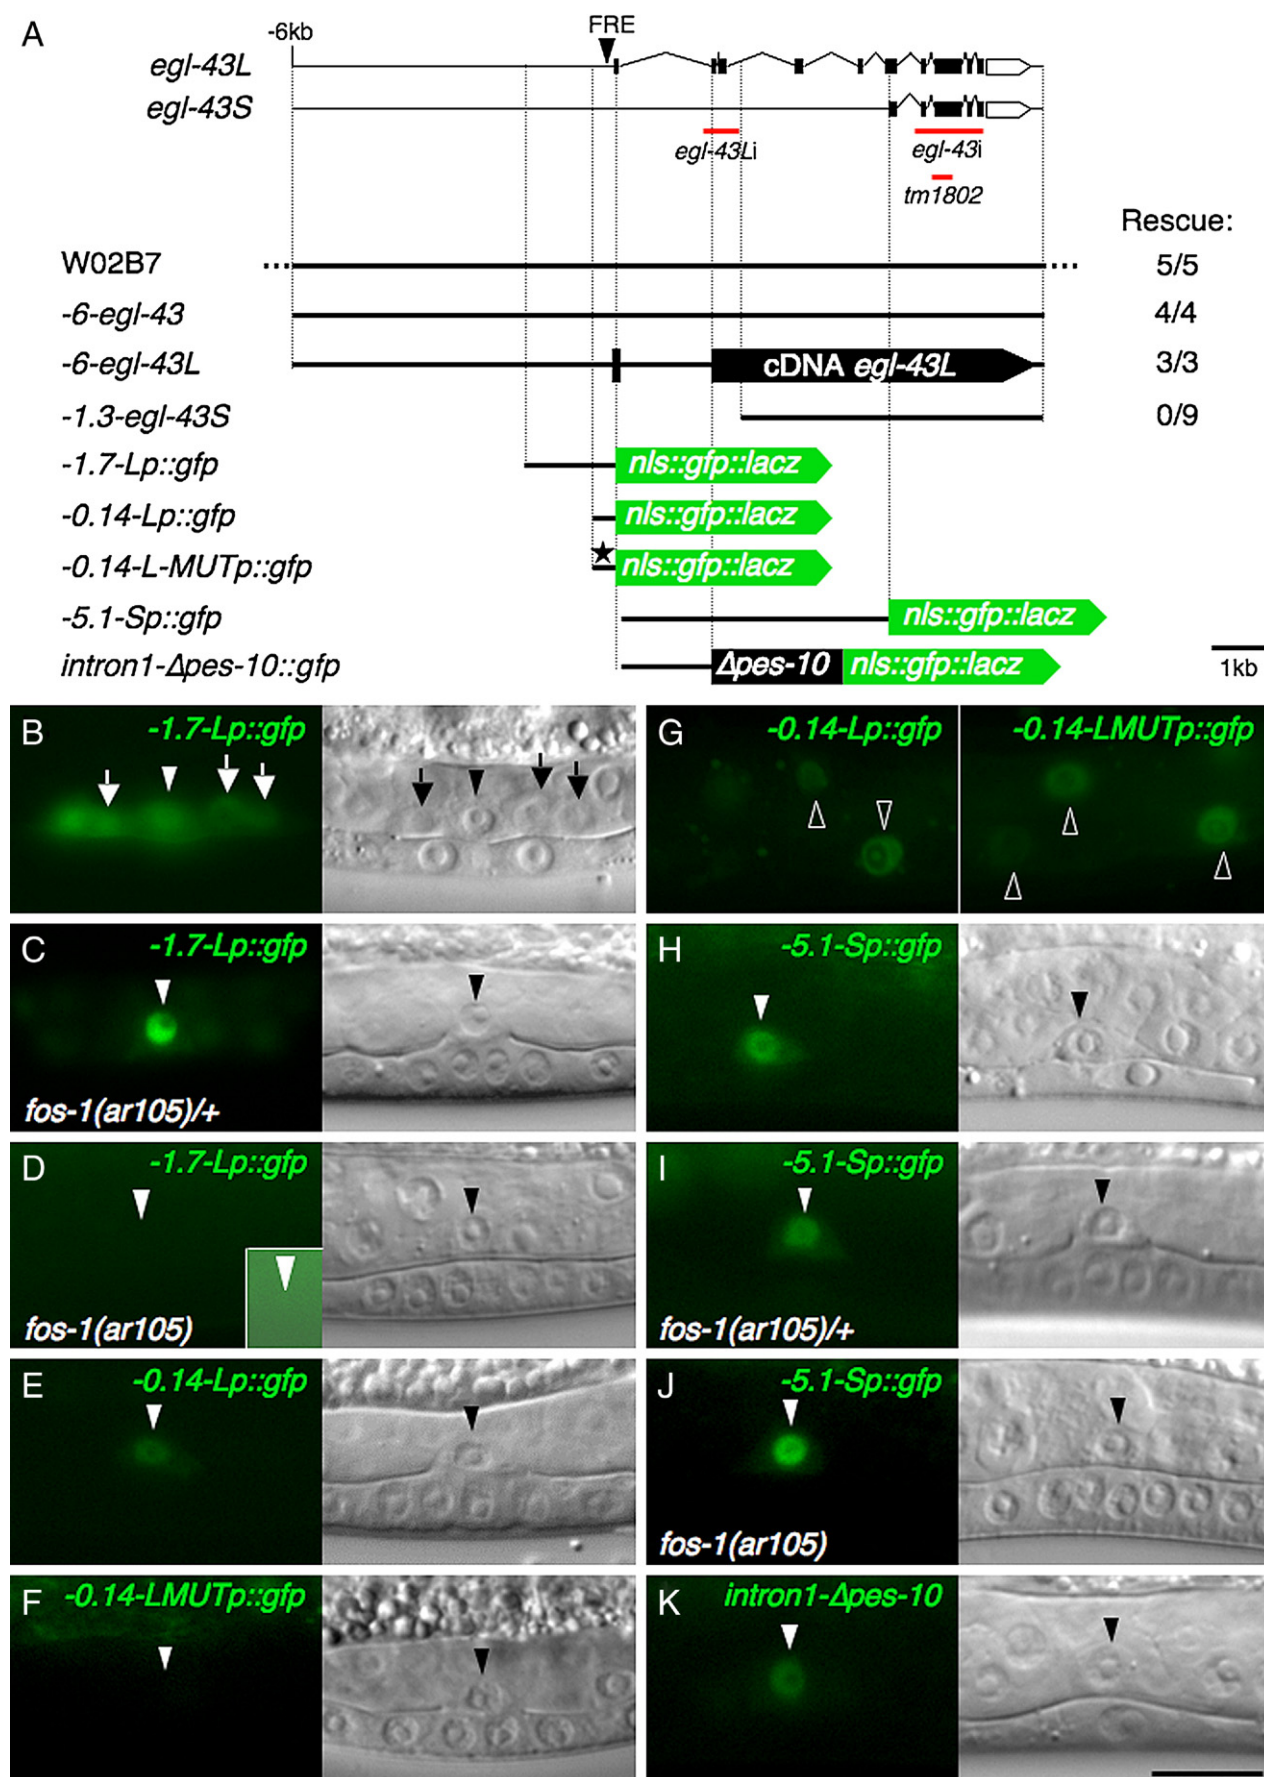 A
-6kb
FRE
egl-43L
egl-43S
egl-43Li
egl-43i
tm1802
Rescue:
W02B7
5/5
-6-egl-43
4/4
-6-egl-43L
cDNA egl-43L
3/3
-1.3-egl-43S
0/9
-1.7-Lp::gfp
nls::gfp::lacz
-0.14-Lp::gfp
nls::gfp::lacz
-0.14-L-MUTp::gfp
nls::gfp::lacz
-5.1-Sp::gfp
nls::gfp::lacz
intron1-Δpes-10::gfp
Δpes-10
nls::gfp::lacz
1kb
B
-1.7-Lp::gfp
G
-0.14-Lp::gfp
-0.14-LMUTp::gfp
C
-1.7-Lp::gfp
fos-1(ar105)/+
H
-5.1-Sp::gfp
D
-1.7-Lp::gfp
fos-1(ar105)
I
-5.1-Sp::gfp
fos-1(ar105)/+
E
-0.14-Lp::gfp
J
-5.1-Sp::gfp
fos-1(ar105)
F
-0.14-LMUTp::gfp
K
intron1-Δpes-10